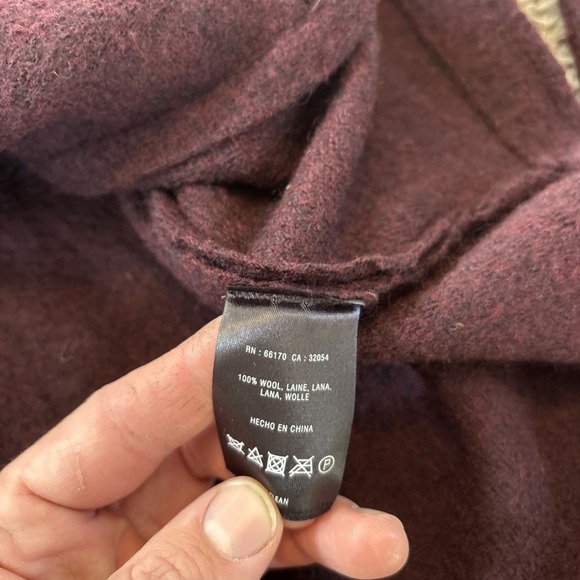 RN : 66170 CA : 32054
100% WOOL, LAINE, LANA.
LANA, WOLLE
HECHO EN CHINA
P